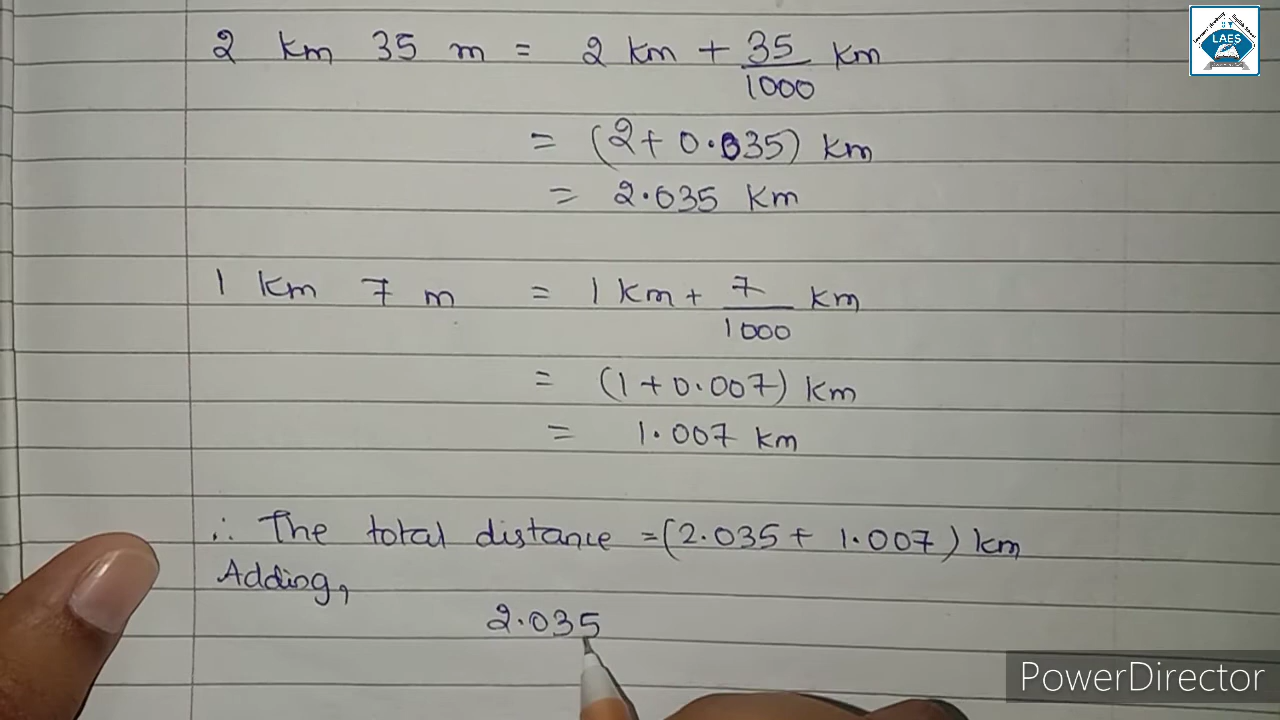 LAES
2 km 35 m = 2 km + 35/1000 km
= (2 + 0.035) km
= 2.035 km
1 km 7 m = 1 km + 7/1000 km
= (1 + 0.007) km
= 1.007 km
∴ The total distance = (2.035 + 1.007) km
Adding,
2.035
PowerDirector